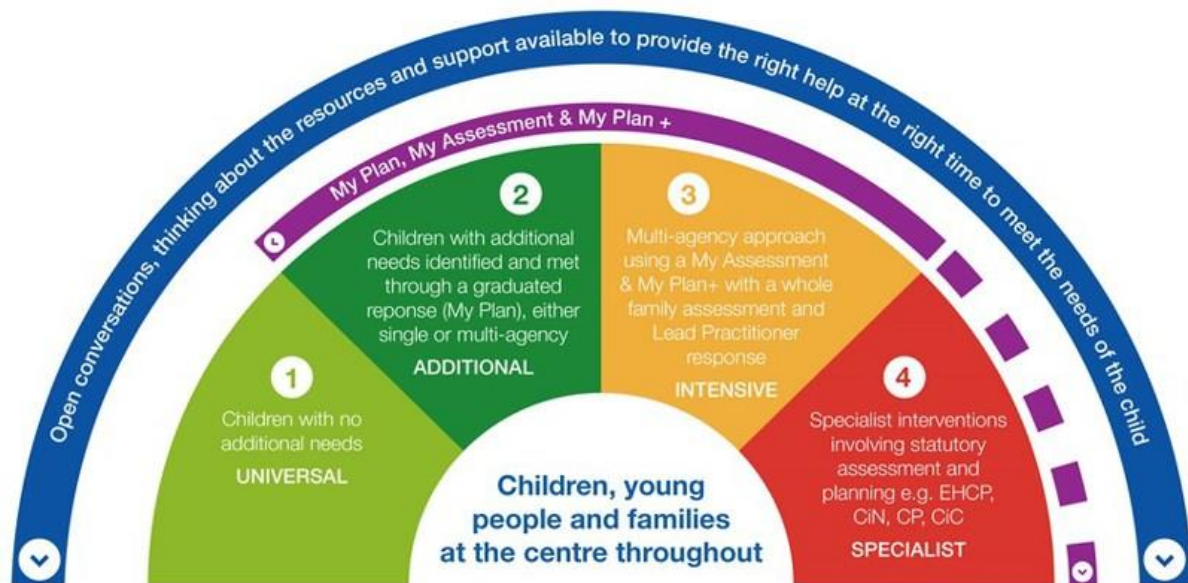 Open conversations, thinking about the resources and support available to provide the right help at the right time to meet the needs of the child
My Plan, My Assessment & My Plan +
1
Children with no
additional needs
UNIVERSAL
2
Children with additional
needs identified and met
through a graduated
reponse (My Plan), either
single or multi-agency
ADDITIONAL
3
Multi-agency approach
using a My Assessment
& My Plan+ with a whole
family assessment and
Lead Practitioner
response
INTENSIVE
4
Specialist interventions
involving statutory
assessment and
planning e.g. EHCP,
CiN, CP, CiC
SPECIALIST
Children, young
people and families
at the centre throughout